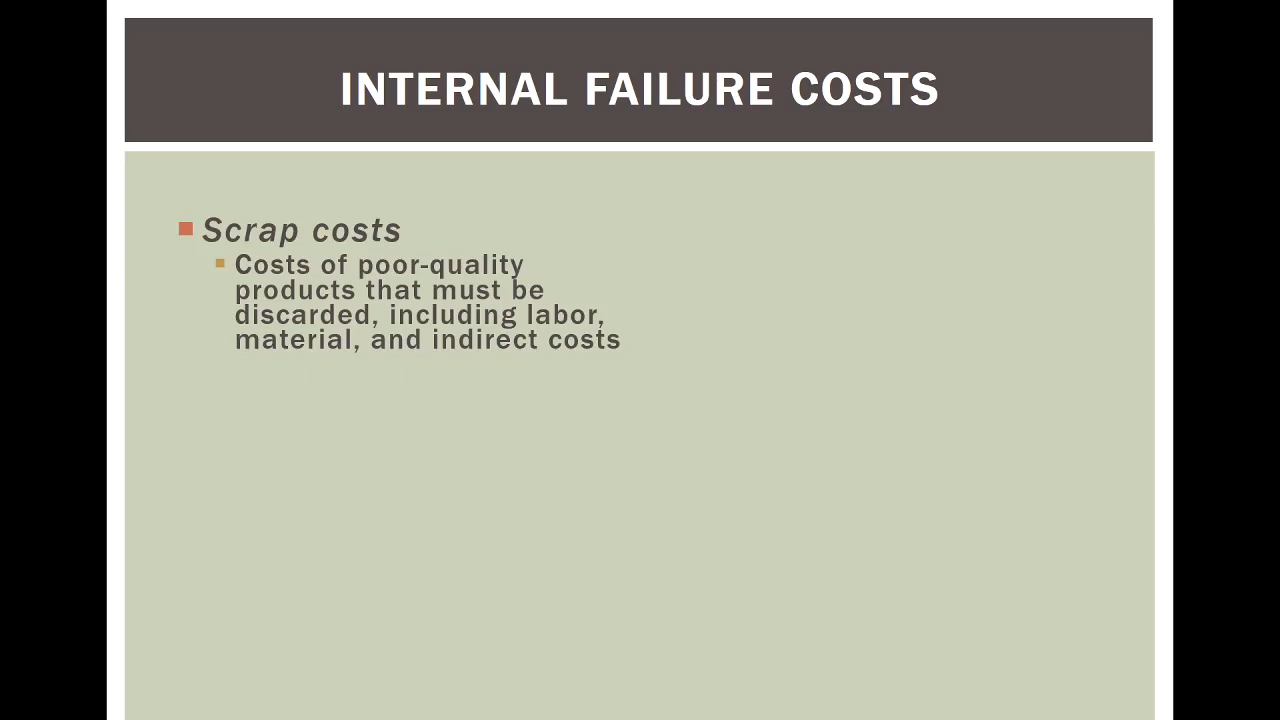 INTERNAL FAILURE COSTS
Scrap costs
Costs of poor-quality
products that must be
discarded, including labor,
material, and indirect costs